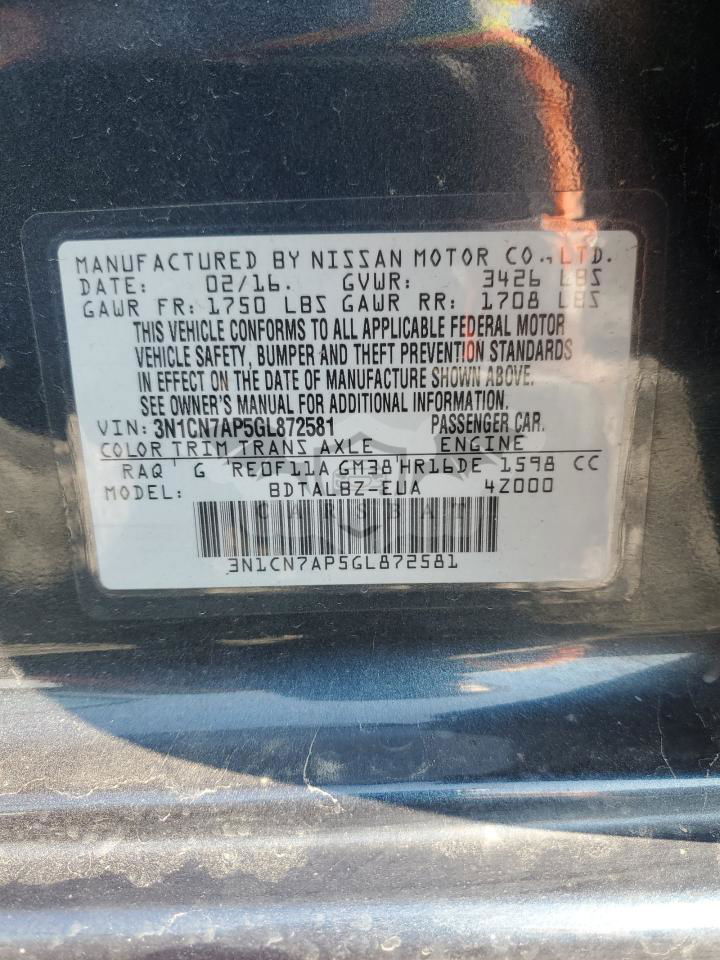 MANUFACTURED BY NISSAN MOTOR CO., LTD.
DATE: 02/16. GVWR: 3426 LBS
GAWR FR: 1750 LBS GAWR RR: 1708 LBS
THIS VEHICLE CONFORMS TO ALL APPLICABLE FEDERAL MOTOR
VEHICLE SAFETY, BUMPER AND THEFT PREVENTION STANDARDS
IN EFFECT ON THE DATE OF MANUFACTURE SHOWN ABOVE.
SEE OWNER'S MANUAL FOR ADDITIONAL INFORMATION.
VIN: 3N1CN7AP5GL872581 PASSENGER CAR.
COLOR TRIM TRANS AXLE ENGINE
RAQ G RE0F11A GM38 HR16DE 1598 CC
MODEL: BDTALBZ-EUA 4Z000
CARSBAT
3N1CN7AP5GL872581